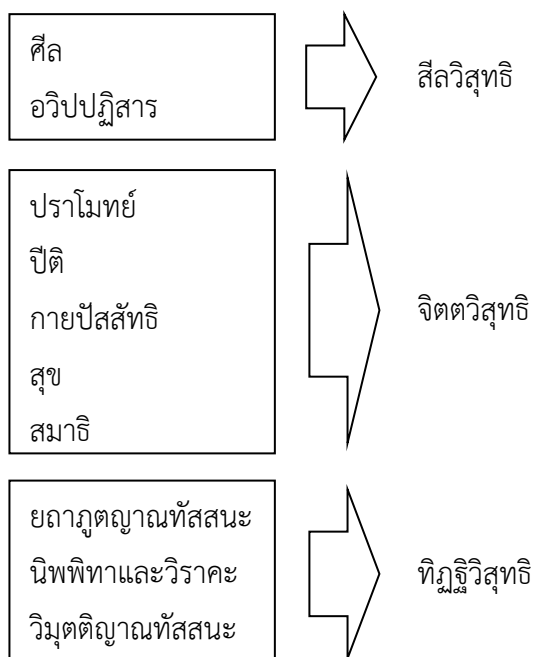 ศีล
อวิปปฏิสาร
สีลวิสุทธิ
ปราโมทย์
ปีติ
กายปัสสัทธิ
สุข
สมาธิ
จิตตวิสุทธิ
ยถาภูตญาณทัสสนะ
นิพพิทาและวิราคะ
วิมุตติญาณทัสสนะ
ทิฏฐิวิสุทธิ